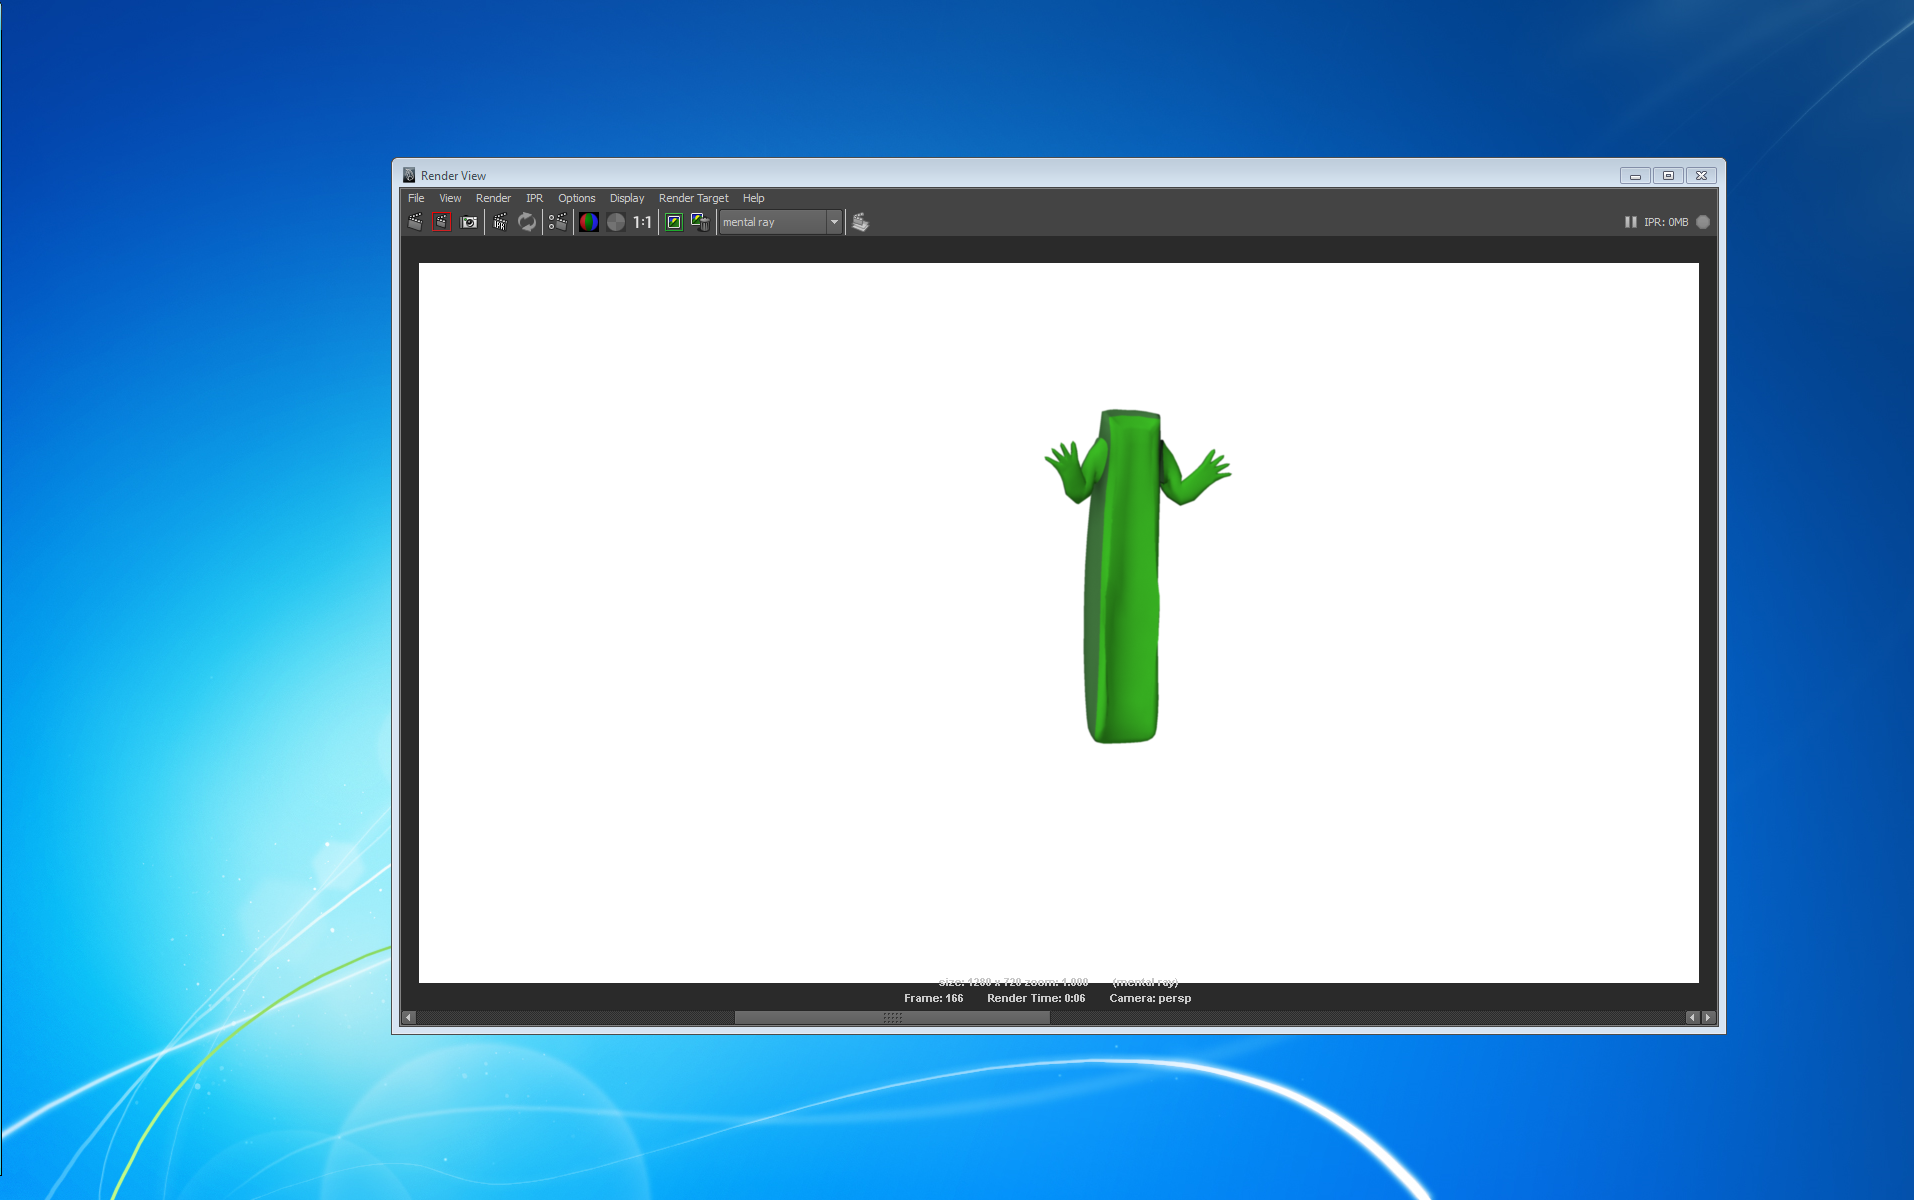 Render View
File View Render IPR Options Display Render Target Help
IPR 1:1 mental ray IPR: 0MB
size: 1280 x 720 zoom: 1.000 (mental ray)
Frame: 166 Render Time: 0:06 Camera: persp